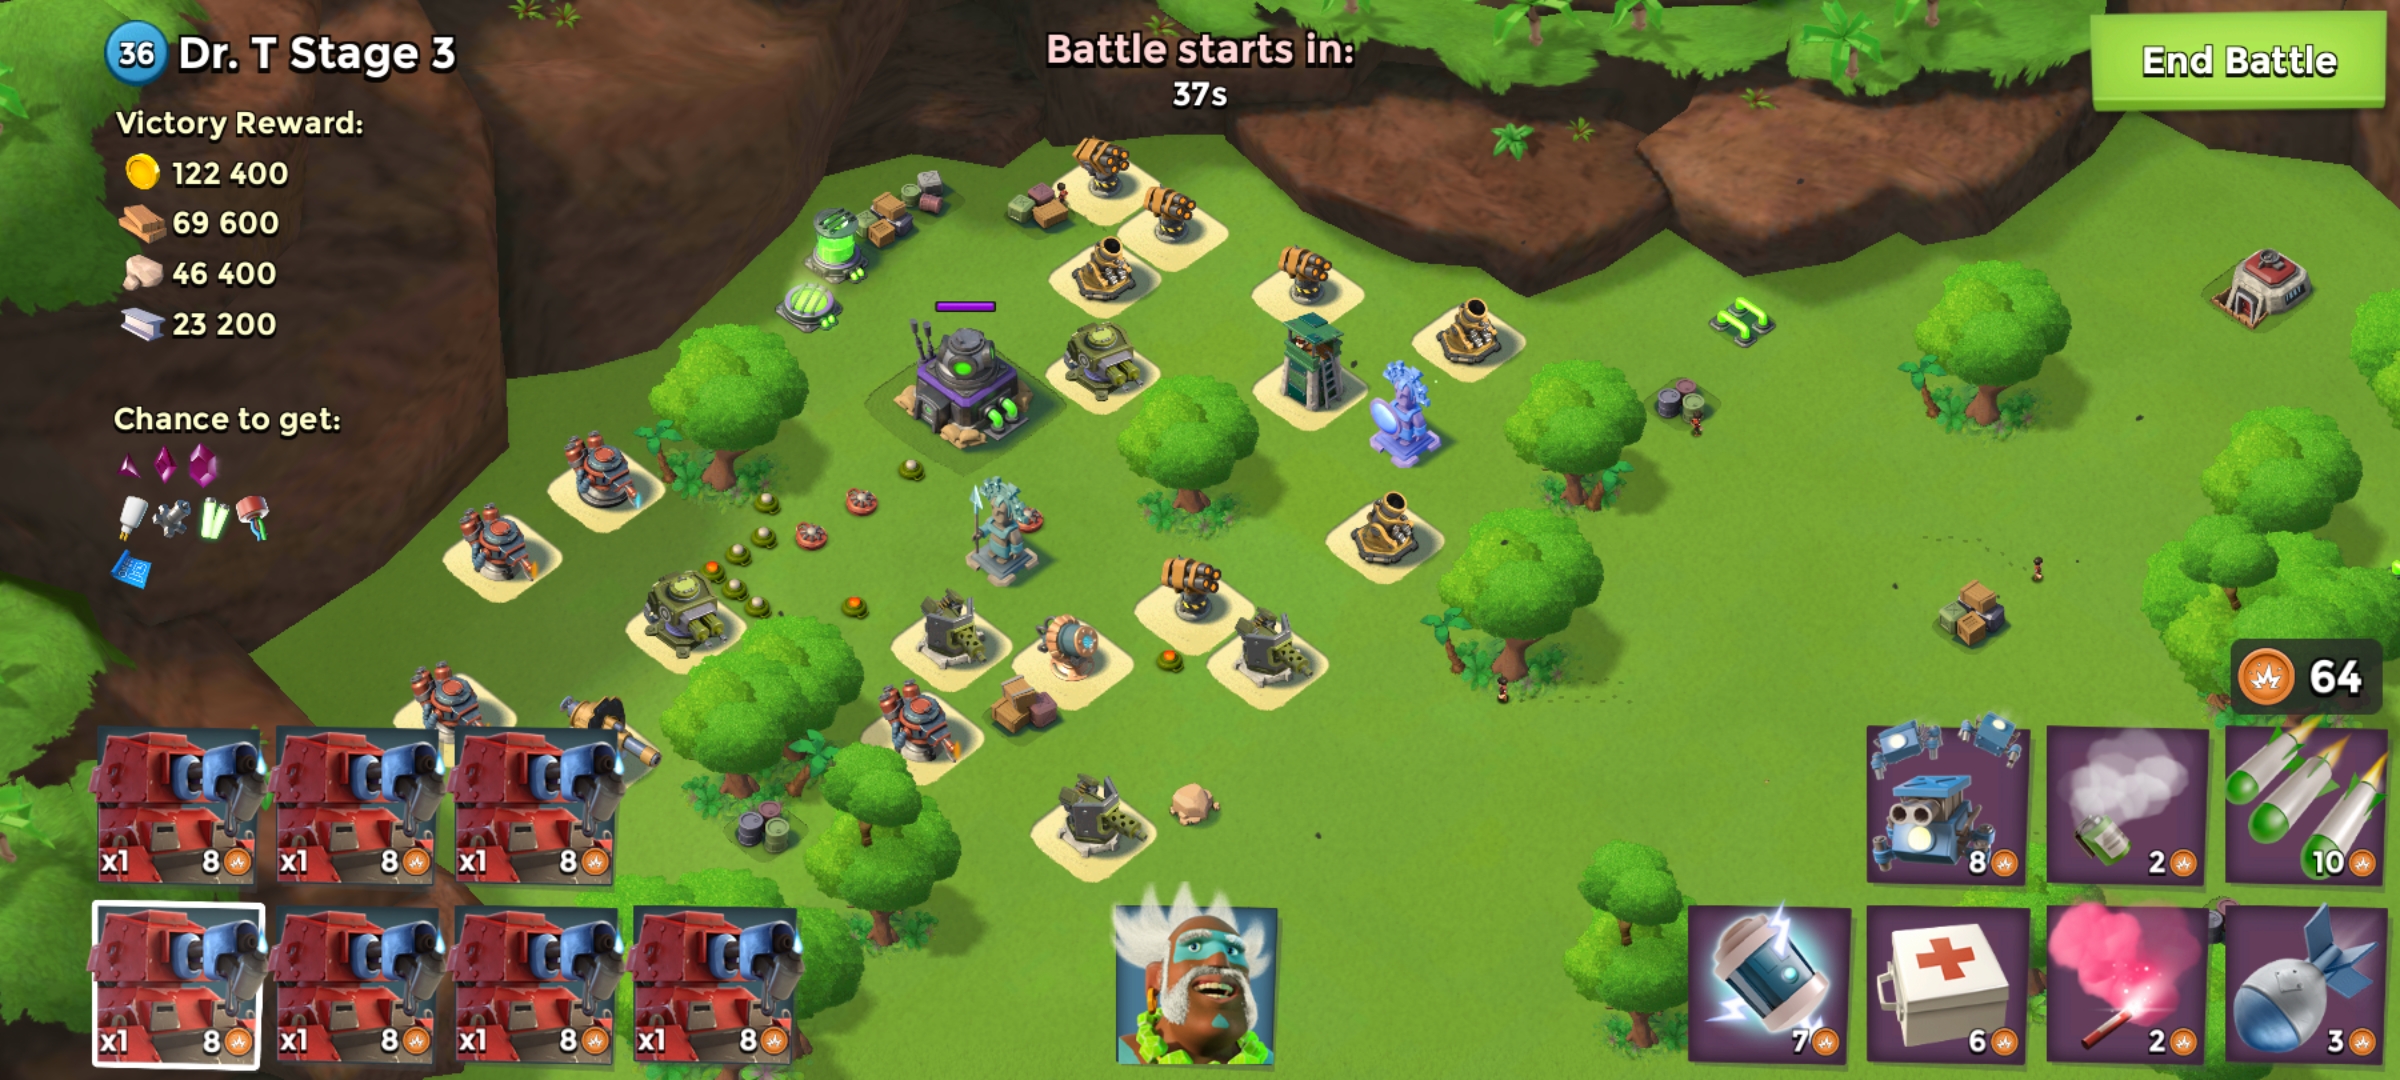 36 Dr. T Stage 3
Battle starts in:
37s
End Battle
Victory Reward:
122 400
69 600
46 400
23 200
Chance to get:
64
x1 8
x1 8
x1 8
8
2
10
x1 8
x1 8
x1 8
x1 8
7
6
2
3